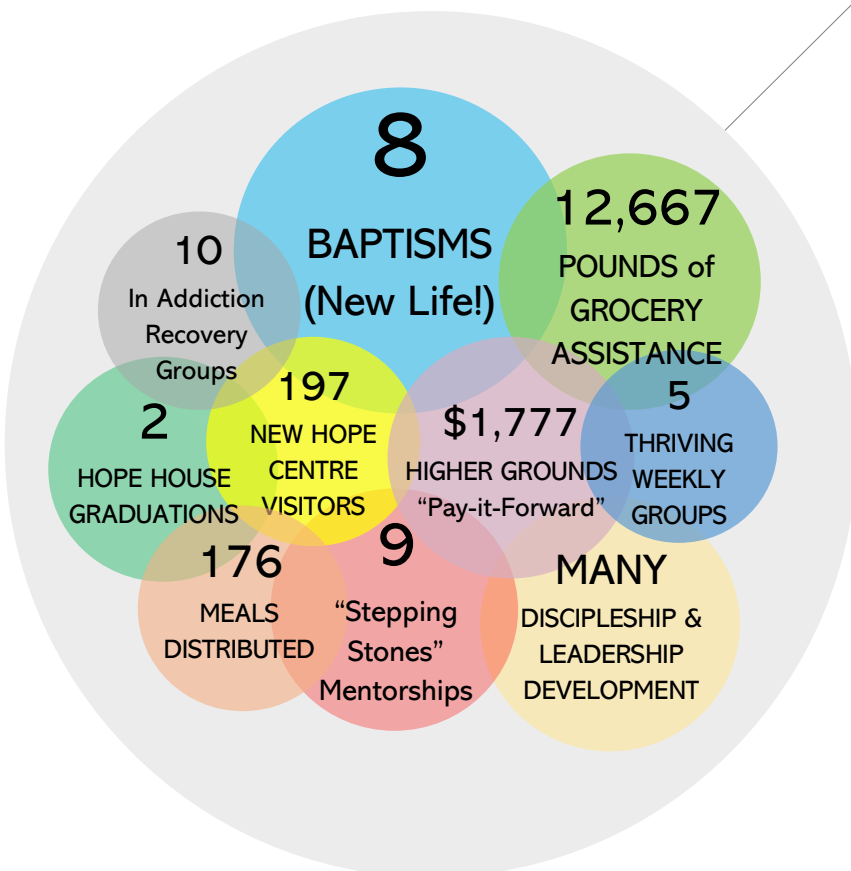 8
BAPTISMS
(New Life!)
12,667
POUNDS of
GROCERY
ASSISTANCE
10
In Addiction
Recovery
Groups
197
NEW HOPE
CENTRE
VISITORS
$1,777
HIGHER GROUNDS
“Pay-it-Forward”
5
THRIVING
WEEKLY
GROUPS
2
HOPE HOUSE
GRADUATIONS
176
MEALS
DISTRIBUTED
9
“Stepping
Stones”
Mentorships
MANY
DISCIPLESHIP &
LEADERSHIP
DEVELOPMENT